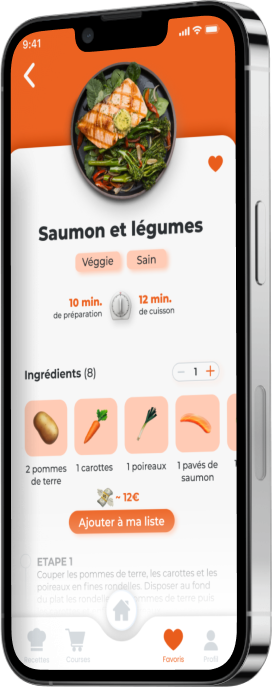 9:41
Saumon et légumes
Véggie Sain
10 min. 12 min.
de préparation de cuisson
Ingrédients (8) − 1 +
2 pommes 1 carottes 1 poireaux 1 pavés de
de terre saumon
~ 12€
Ajouter à ma liste
ETAPE 1
Couper les pommes de terre, les carottes et les
poireaux en fines rondelles. Disposer au fond
du plat les rondelles de pommes de terre puis
Recettes Courses Favoris Profil